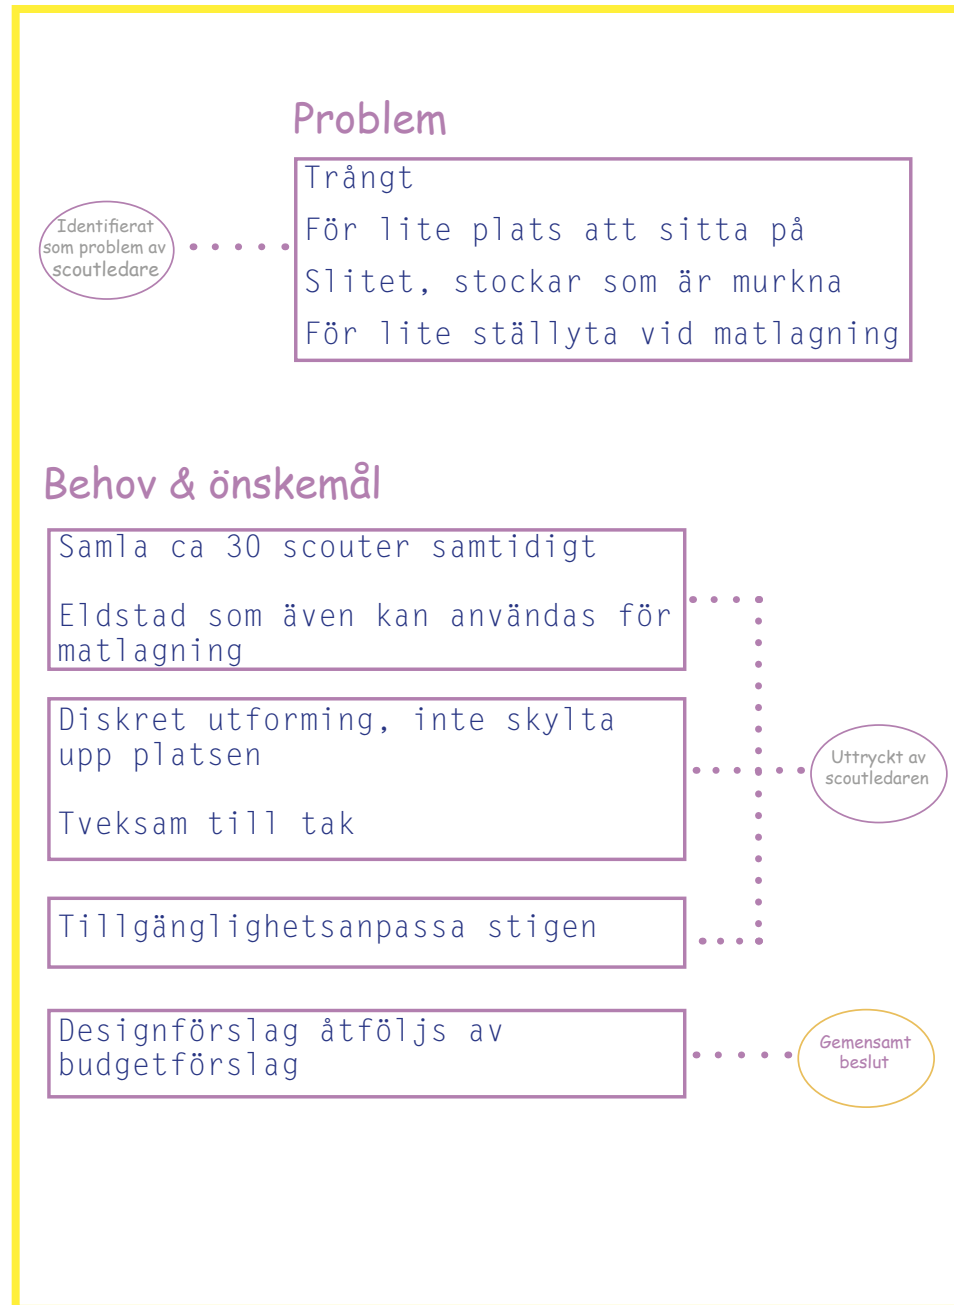 Problem
Identifierat
som problem av
scoutledare
Trångt
För lite plats att sitta på
Slitet, stockar som är murkna
För lite ställyta vid matlagning
Behov & önskemål
Samla ca 30 scouter samtidigt
Eldstad som även kan användas för
matlagning
Diskret utforming, inte skylta
upp platsen
Tveksam till tak
Uttryckt av
scoutledaren
Tillgänglighetsanpassa stigen
Designförslag åtföljs av
budgetförslag
Gemensamt
beslut